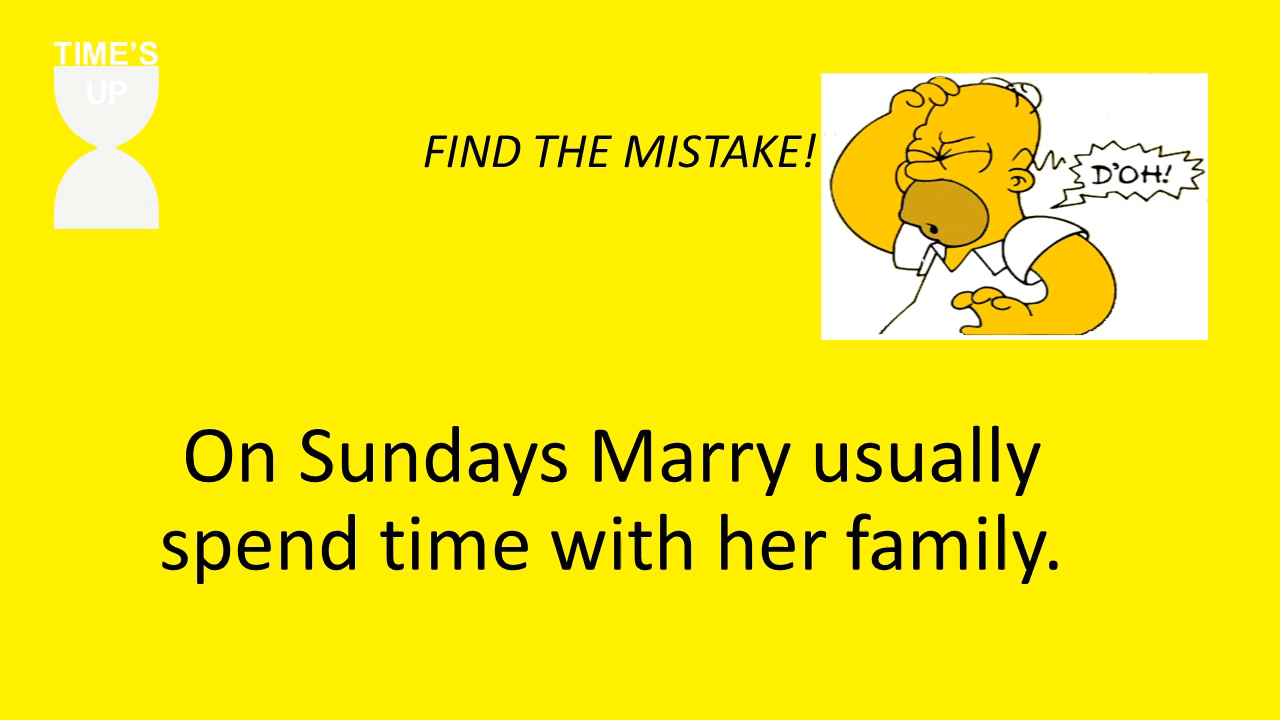 TIME’S
UP
FIND THE MISTAKE!
D'OH!
On Sundays Marry usually
spend time with her family.